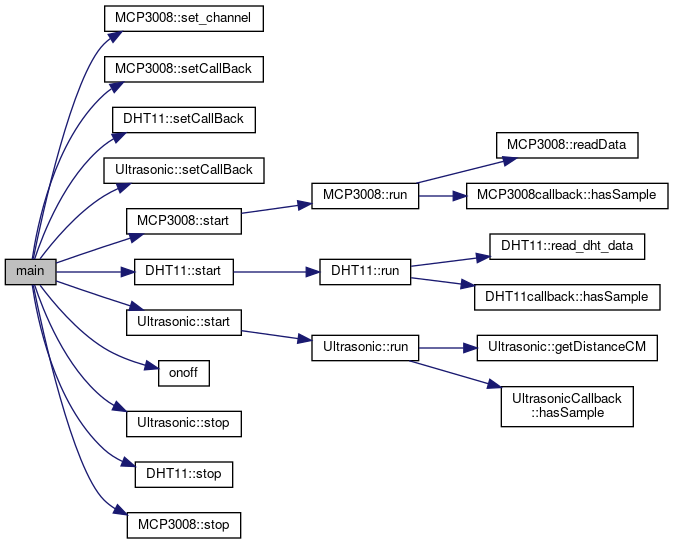 MCP3008::set_channel
MCP3008::setCallBack
DHT11::setCallBack
Ultrasonic::setCallBack
MCP3008::readData
MCP3008::run
MCP3008callback::hasSample
MCP3008::start
DHT11::read_dht_data
main
DHT11::start
DHT11::run
DHT11callback::hasSample
Ultrasonic::start
Ultrasonic::run
Ultrasonic::getDistanceCM
onoff
UltrasonicCallback
::hasSample
Ultrasonic::stop
DHT11::stop
MCP3008::stop